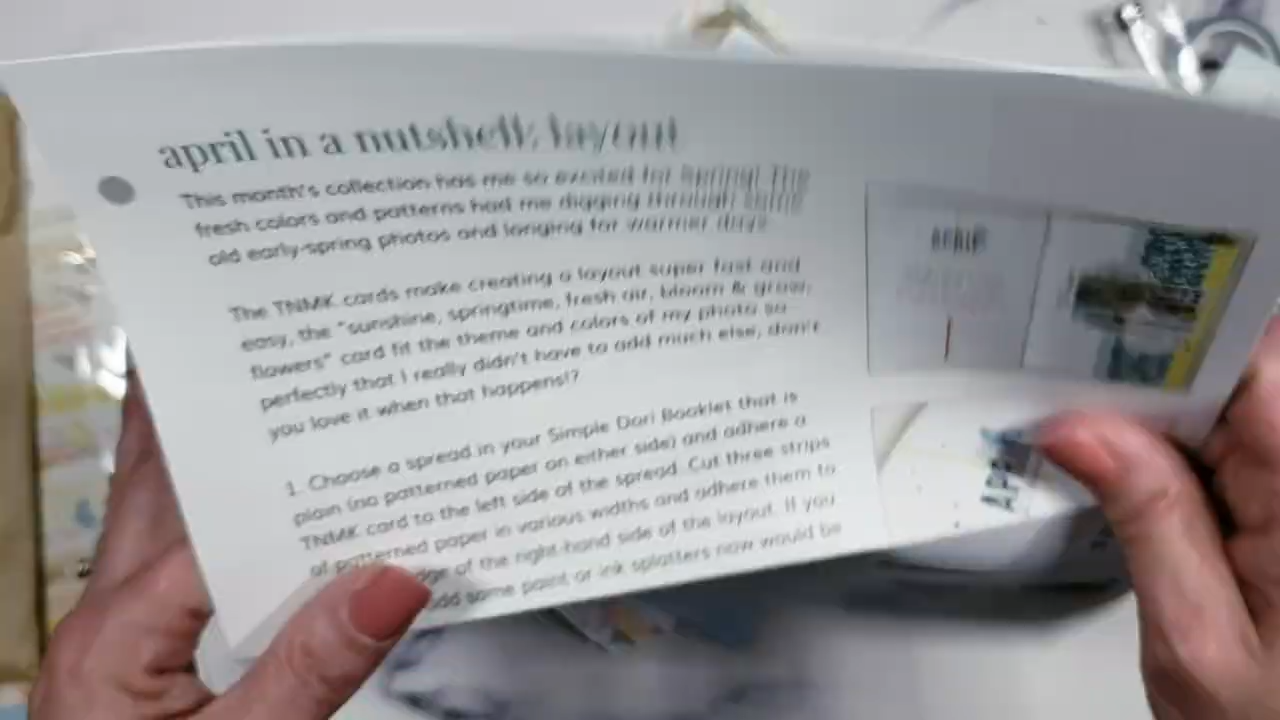 april in a nutshell: layout
This month's collection has me so excited for Spring! The
fresh colors and patterns had me digging through some
old early-spring photos and longing for warmer days.
The TNMK cards make creating a layout super fast and
easy, the "sunshine, springtime, fresh air, bloom & grow,
flowers" card fit the theme and colors of my photo so
perfectly that I really didn't have to add much else, don't
you love it when that happens!?
1. Choose a spread in your Simple Dori Booklet that is
plain (no patterned paper on either side) and adhere a
TNMK card to the left side of the spread. Cut three strips
of patterned paper in various widths and adhere them to
of the right-hand side of the layout. If you
add some paint or ink splatters now would be
APRIL